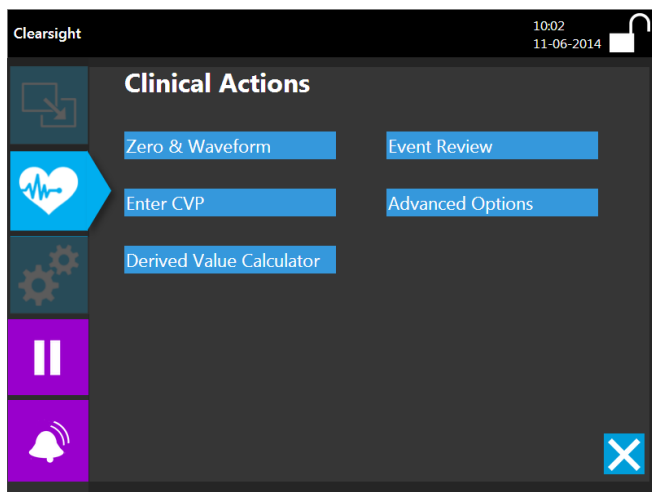 Clearsight
10:02
11-06-2014
Clinical Actions
Zero & Waveform
Event Review
Enter CVP
Advanced Options
Derived Value Calculator